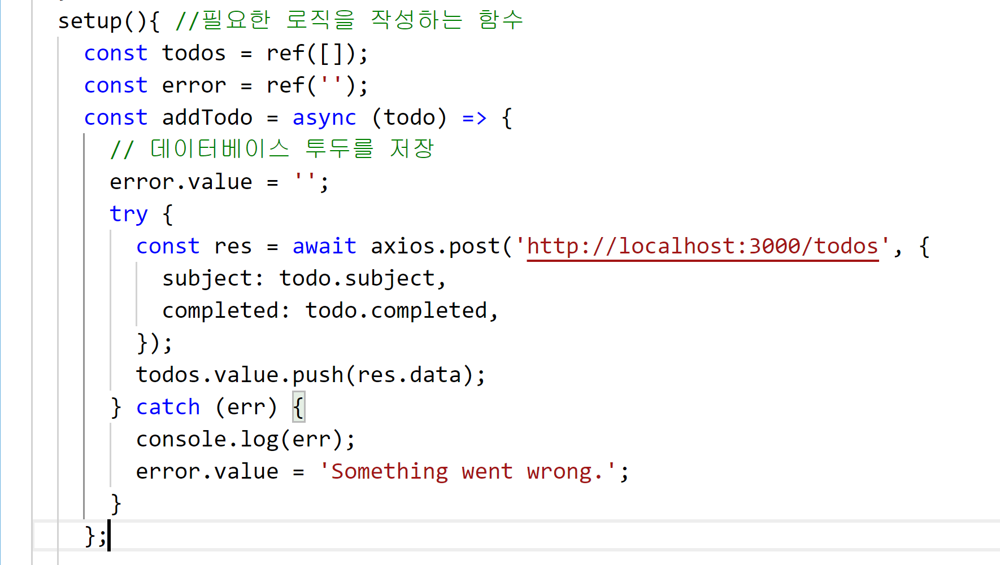 setup(){ //필요한 로직을 작성하는 함수
const todos = ref([]);
const error = ref('');
const addTodo = async (todo) => {
// 데이터베이스 투두를 저장
error.value = '';
try {
const res = await axios.post('http://localhost:3000/todos', {
subject: todo.subject,
completed: todo.completed,
});
todos.value.push(res.data);
} catch (err) {
console.log(err);
error.value = 'Something went wrong.';
}
};